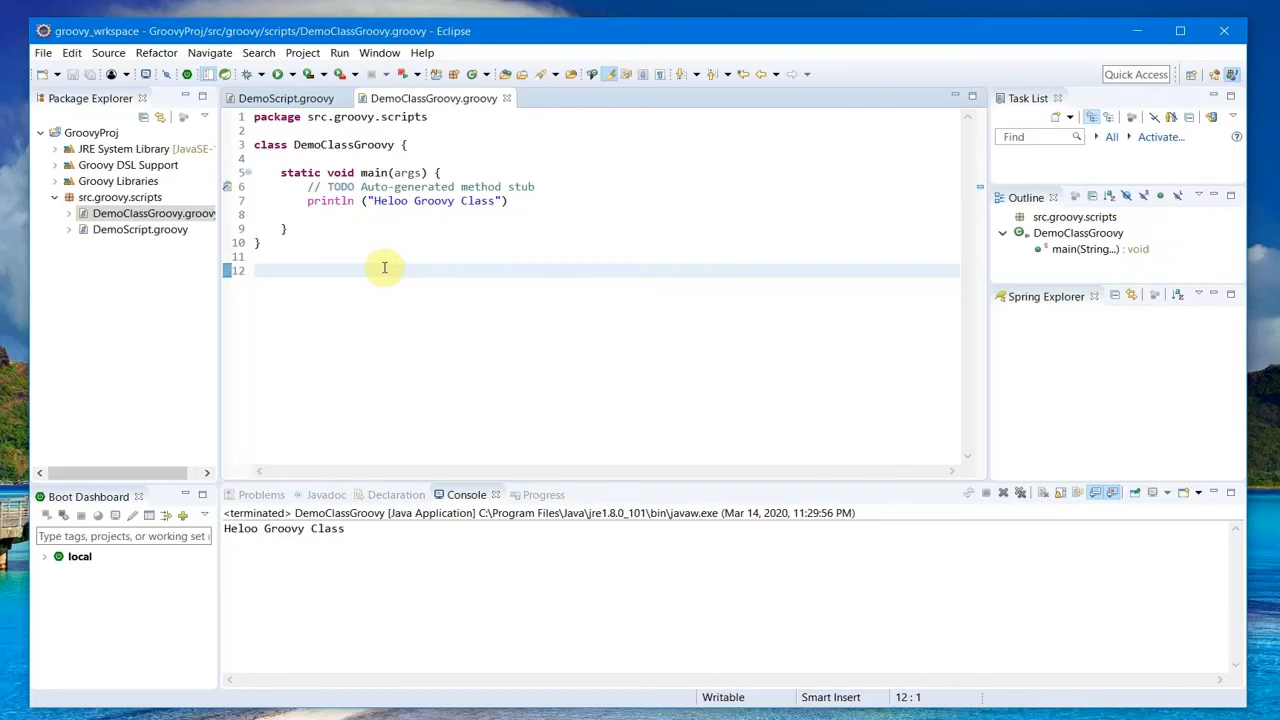 groovy_wrkspace - GroovyProj/src/groovy/scripts/DemoClassGroovy.groovy - Eclipse
File Edit Source Refactor Navigate Search Project Run Window Help
Quick Access
Package Explorer
GroovyProj
JRE System Library [JavaSE-
Groovy DSL Support
Groovy Libraries
src.groovy.scripts
DemoClassGroovy.groovy
DemoScript.groovy
DemoScript.groovy DemoClassGroovy.groovy
1 package src.groovy.scripts
2
3 class DemoClassGroovy {
4
5 static void main(args) {
6 // TODO Auto-generated method stub
7 println ("Heloo Groovy Class")
8
9 }
10 }
11
12
Task List
Find All Activate...
Outline
src.groovy.scripts
DemoClassGroovy
main(String...) : void
Spring Explorer
Boot Dashboard
Type tags, projects, or working set
local
Problems Javadoc Declaration Console Progress
<terminated> DemoClassGroovy [Java Application] C:\Program Files\Java\jre1.8.0_101\bin\javaw.exe (Mar 14, 2020, 11:29:56 PM)
Heloo Groovy Class
Writable Smart Insert 12 : 1